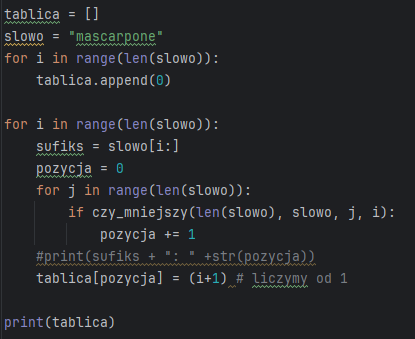 tablica = []
slowo = "mascarpone"
for i in range(len(slowo)):
    tablica.append(0)

for i in range(len(slowo)):
    sufiks = slowo[i:]
    pozycja = 0
    for j in range(len(slowo)):
        if czy_mniejszy(len(slowo), slowo, j, i):
            pozycja += 1
    #print(sufiks + ": " +str(pozycja))
    tablica[pozycja] = (i+1) # liczymy od 1

print(tablica)